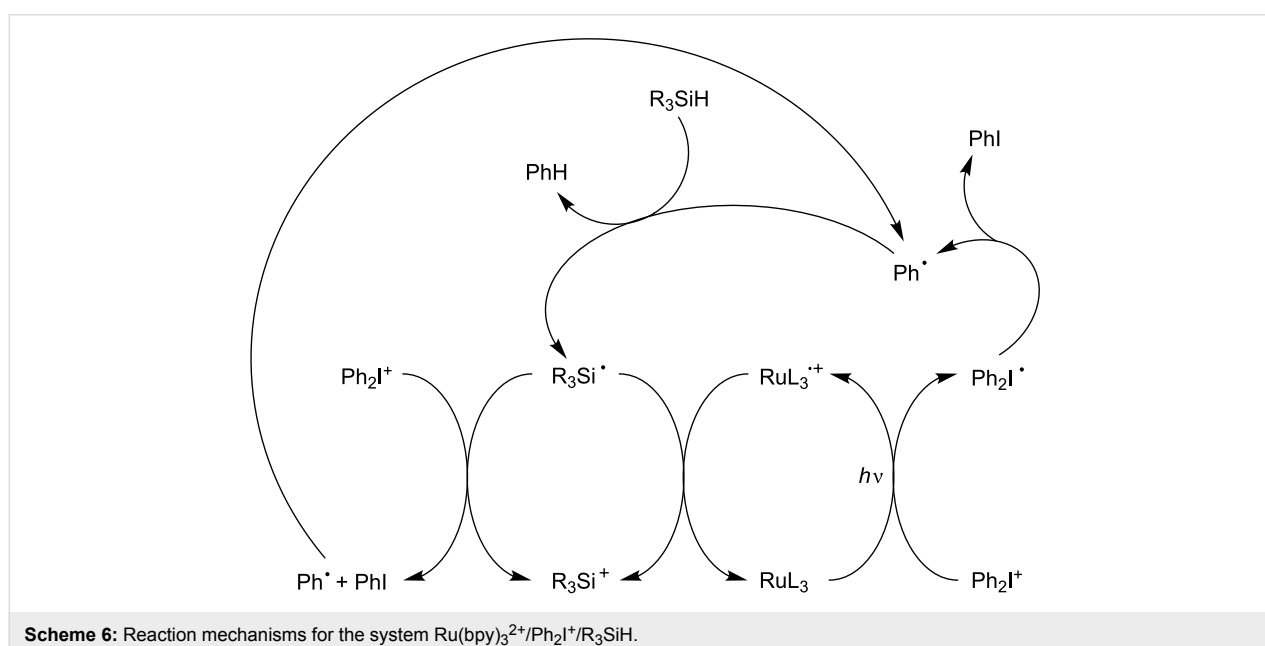 R₃SiH
PhI
PhH
Ph•
Ph₂I⁺
R₃Si•
RuL₃•⁺
Ph₂I•
hν
Ph• + PhI
R₃Si⁺
RuL₃
Ph₂I⁺
Scheme 6: Reaction mechanisms for the system Ru(bpy)₃²⁺/Ph₂I⁺/R₃SiH.